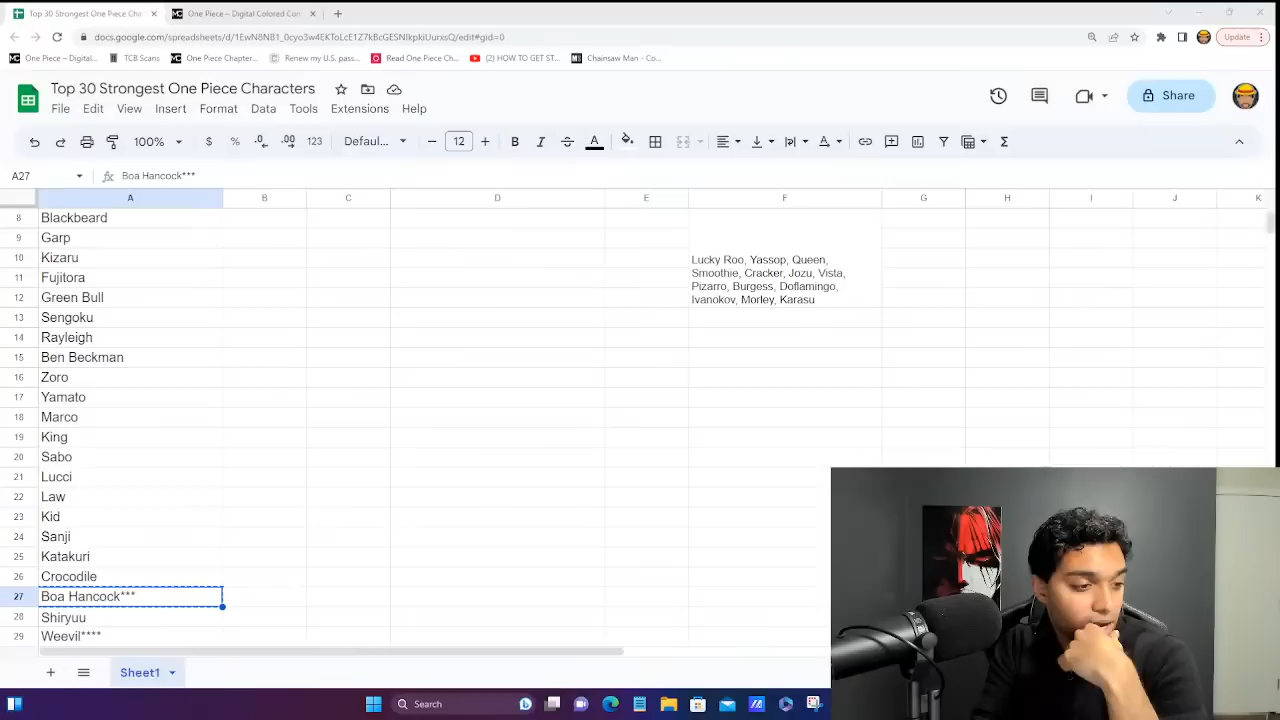 Top 30 Strongest One Piece Cha
One Piece – Digital Colored Con
docs.google.com/spreadsheets/d/1EwN8N81_0cyo3w4EKToLcE1Z7kBcGESNIkpkiUurxsQ/edit#gid=0
Update
One Piece – Digital...
TCB Scans
One Piece Chapter...
Renew my U.S. pass...
Read One Piece Ch...
(2) HOW TO GET ST...
Chainsaw Man - Co...
Top 30 Strongest One Piece Characters
File Edit View Insert Format Data Tools Extensions Help
Share
100% $ % .0 .00 123 Defaul... − 12 + B I A Σ
A27 fx Boa Hancock***
A B C D E F G H I J K
8 Blackbeard
9 Garp
10 Kizaru
11 Fujitora
12 Green Bull
13 Sengoku
14 Rayleigh
15 Ben Beckman
16 Zoro
17 Yamato
18 Marco
19 King
20 Sabo
21 Lucci
22 Law
23 Kid
24 Sanji
25 Katakuri
26 Crocodile
27 Boa Hancock***
28 Shiryuu
29 Weevil****
Lucky Roo, Yassop, Queen,
Smoothie, Cracker, Jozu, Vista,
Pizarro, Burgess, Doflamingo,
Ivanokov, Morley, Karasu
Sheet1
Search